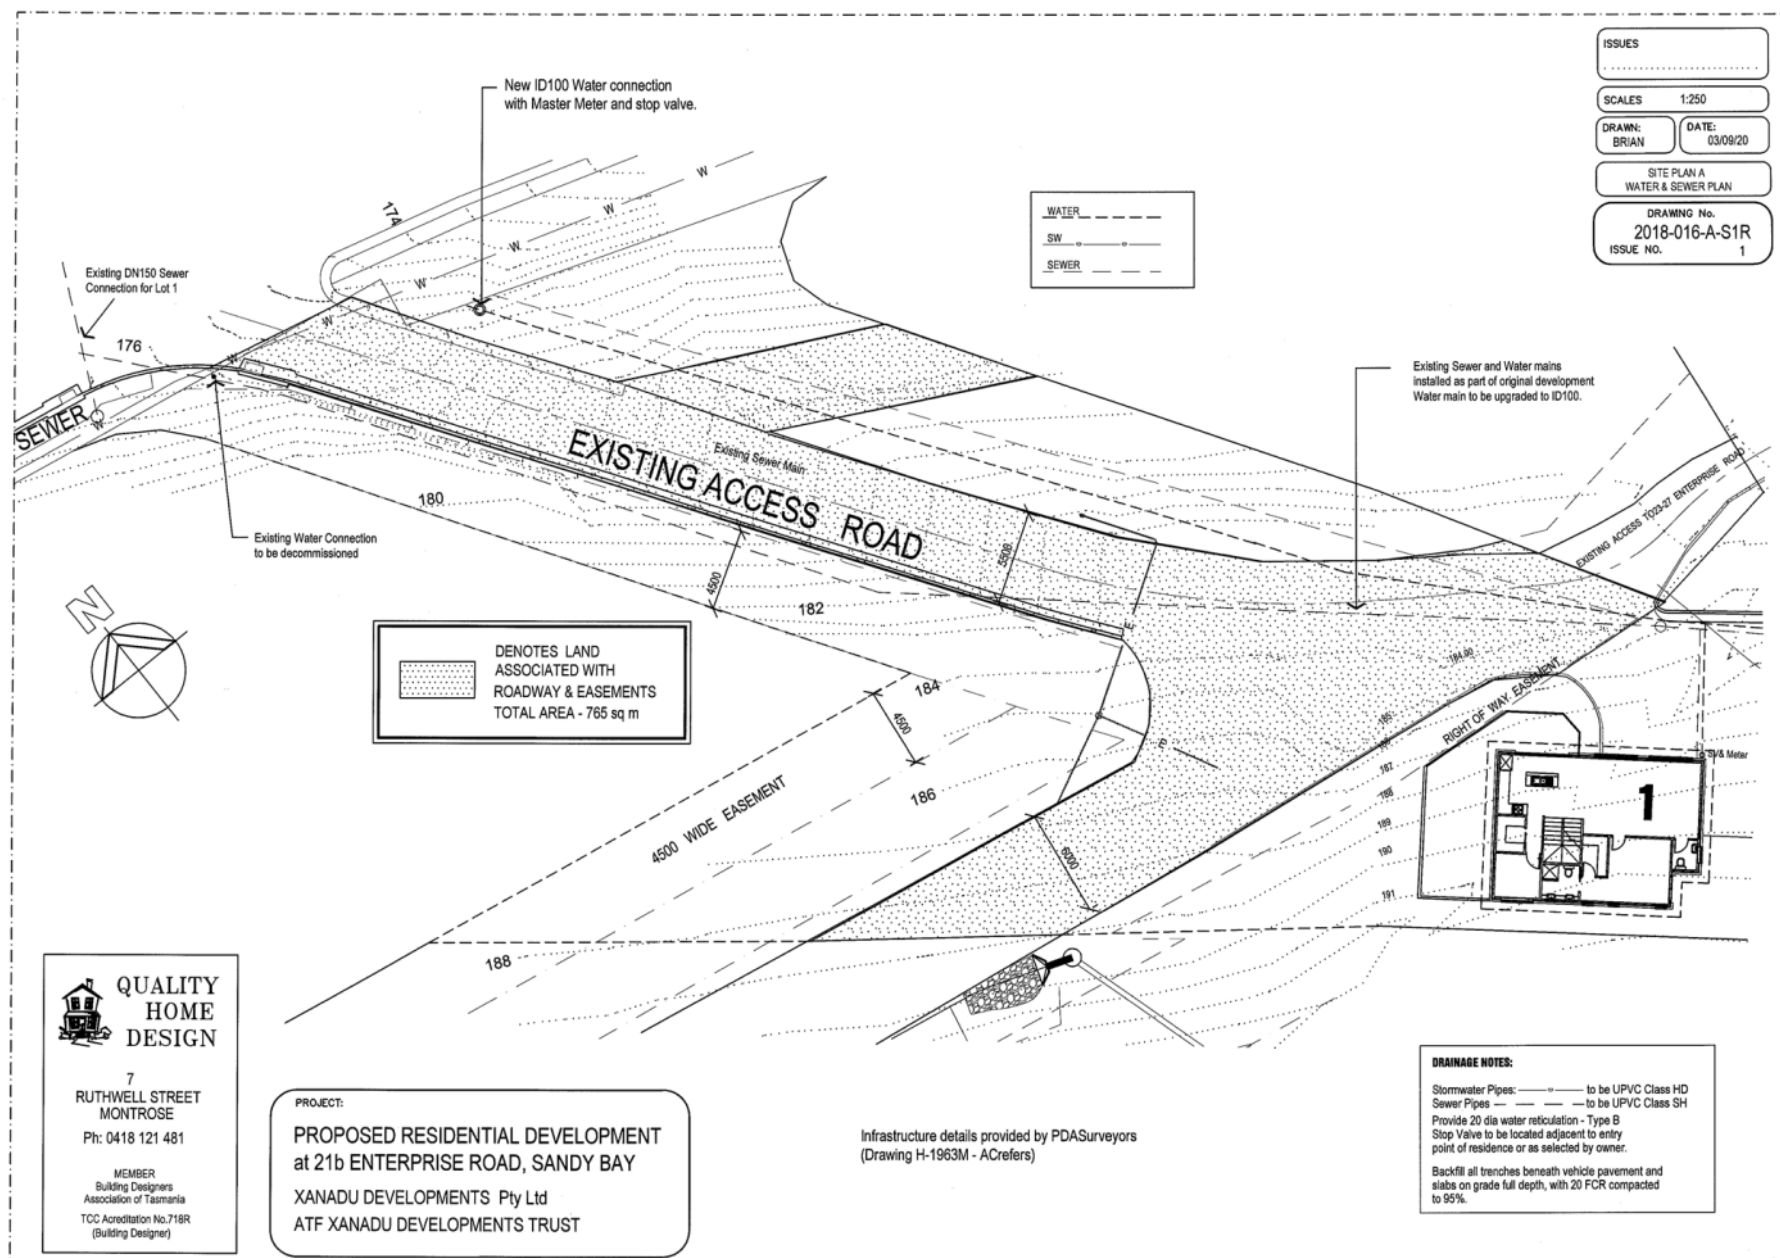 ISSUES
SCALES 1:250
DRAWN: BRIAN
DATE: 03/09/20
SITE PLAN A
WATER & SEWER PLAN
DRAWING No.
2018-016-A-S1R
ISSUE NO. 1
New ID100 Water connection
with Master Meter and stop valve.
WATER
SW
SEWER
174
W
W
W
W
W
W
W
W
Existing DN150 Sewer
Connection for Lot 1
176
SEWER
Existing Sewer and Water mains
installed as part of original development
Water main to be upgraded to ID100.
EXISTING ACCESS TO23-27 ENTERPRISE ROAD
EXISTING ACCESS ROAD
Existing Sewer Main
180
Existing Water Connection
to be decommissioned
4500
5508
182
N
DENOTES LAND
ASSOCIATED WITH
ROADWAY & EASEMENTS
TOTAL AREA - 765 sq m
184
4500
E
E
184.00
185
186
187
188
189
190
191
RIGHT OF WAY EASEMENT
SV& Meter
1
186
4500 WIDE EASEMENT
6000
188
QUALITY
HOME
DESIGN
7
RUTHWELL STREET
MONTROSE
Ph: 0418 121 481
MEMBER
Building Designers
Association of Tasmania
TCC Acreditation No.718R
(Building Designer)
PROJECT:
PROPOSED RESIDENTIAL DEVELOPMENT
at 21b ENTERPRISE ROAD, SANDY BAY
XANADU DEVELOPMENTS Pty Ltd
ATF XANADU DEVELOPMENTS TRUST
Infrastructure details provided by PDASurveyors
(Drawing H-1963M - ACrefers)
DRAINAGE NOTES:
Stormwater Pipes: to be UPVC Class HD
Sewer Pipes to be UPVC Class SH
Provide 20 dia water reticulation - Type B
Stop Valve to be located adjacent to entry
point of residence or as selected by owner.
Backfill all trenches beneath vehicle pavement and
slabs on grade full depth, with 20 FCR compacted
to 95%.